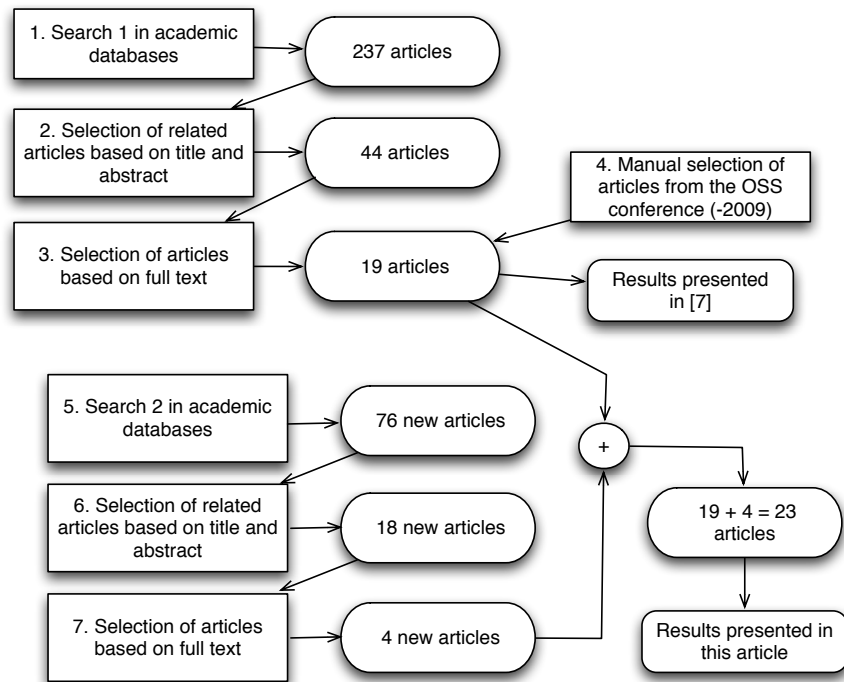 1. Search 1 in academic
databases
237 articles
2. Selection of related
articles based on title and
abstract
44 articles
4. Manual selection of
articles from the OSS
conference (-2009)
3. Selection of articles
based on full text
19 articles
Results presented
in [7]
5. Search 2 in academic
databases
76 new articles
+
6. Selection of related
articles based on title and
abstract
18 new articles
19 + 4 = 23
articles
7. Selection of articles
based on full text
4 new articles
Results presented in
this article